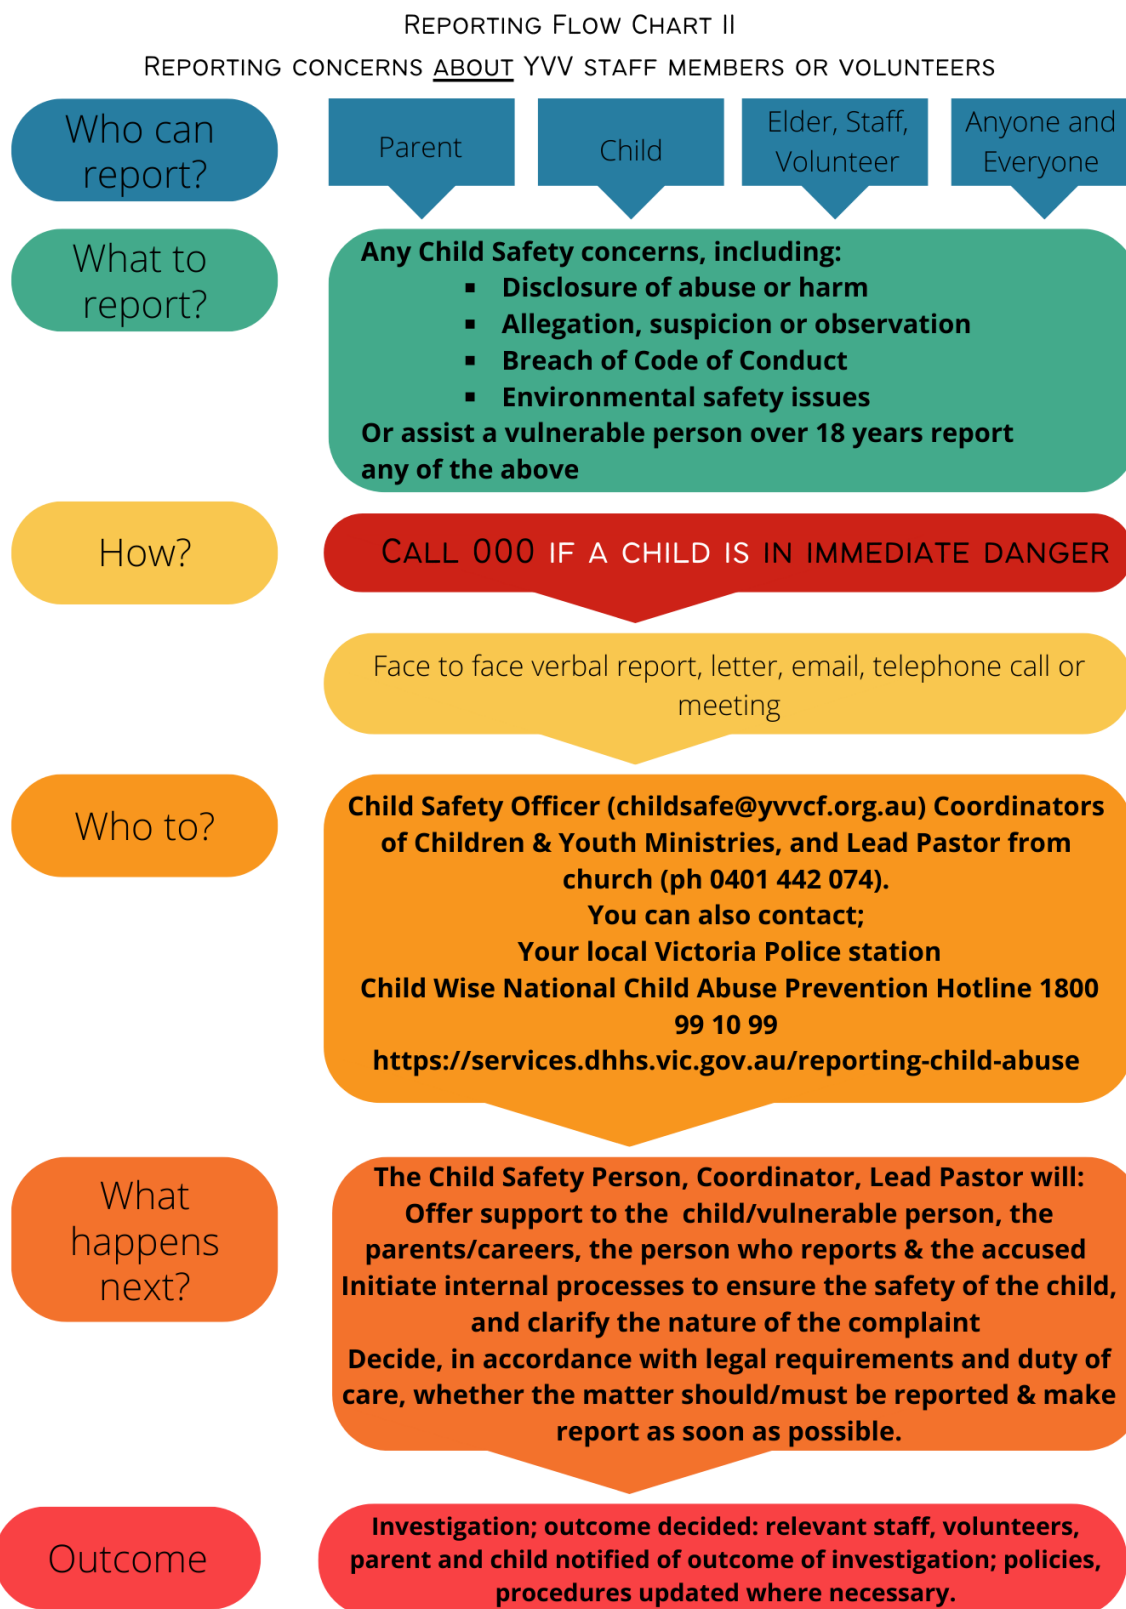 Reporting Flow Chart II
Reporting concerns about YVV staff members or volunteers
Who can
report?
Parent
Child
Elder, Staff,
Volunteer
Anyone and
Everyone
What to
report?
Any Child Safety concerns, including:
▪ Disclosure of abuse or harm
▪ Allegation, suspicion or observation
▪ Breach of Code of Conduct
▪ Environmental safety issues
Or assist a vulnerable person over 18 years report
any of the above
How?
Call 000 if a child is in immediate danger
Face to face verbal report, letter, email, telephone call or
meeting
Who to?
Child Safety Officer (childsafe@yvvcf.org.au) Coordinators
of Children & Youth Ministries, and Lead Pastor from
church (ph 0401 442 074).
You can also contact;
Your local Victoria Police station
Child Wise National Child Abuse Prevention Hotline 1800
99 10 99
https://services.dhhs.vic.gov.au/reporting-child-abuse
What
happens
next?
The Child Safety Person, Coordinator, Lead Pastor will:
Offer support to the child/vulnerable person, the
parents/careers, the person who reports & the accused
Initiate internal processes to ensure the safety of the child,
and clarify the nature of the complaint
Decide, in accordance with legal requirements and duty of
care, whether the matter should/must be reported & make
report as soon as possible.
Outcome
Investigation; outcome decided: relevant staff, volunteers,
parent and child notified of outcome of investigation; policies,
procedures updated where necessary.